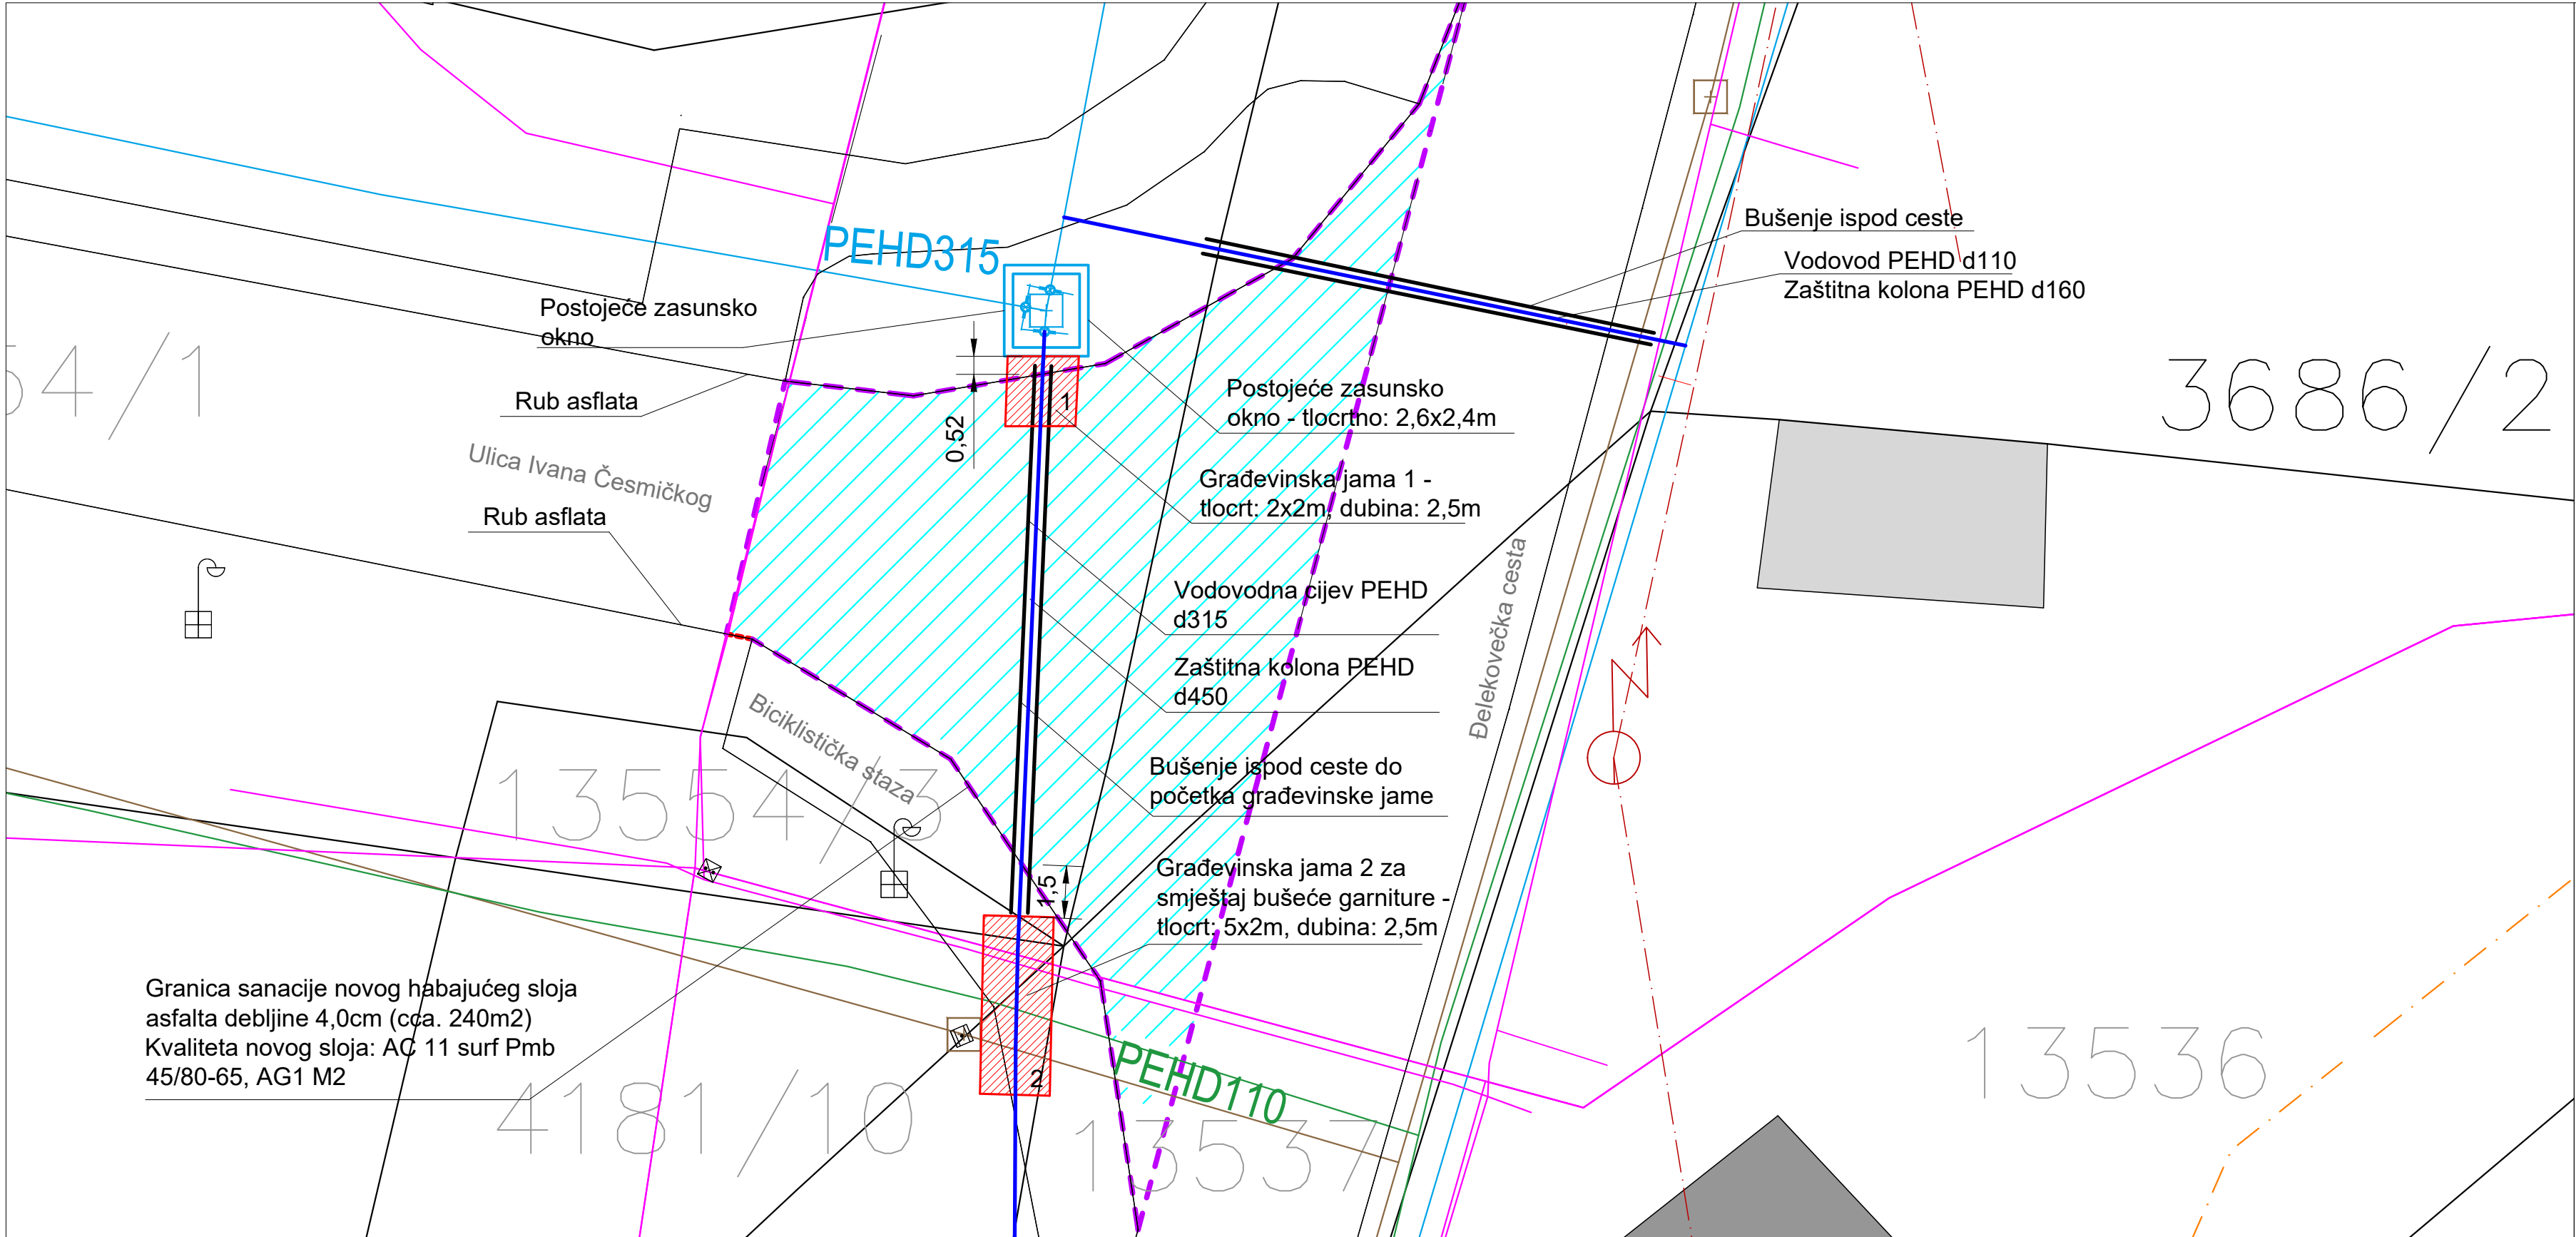 PEHD315
Bušenje ispod ceste
Vodovod PEHD d110
Zaštitna kolona PEHD d160
Postojeće zasunsko
okno
54/1
3686/2
Rub asflata
Postojeće zasunsko
okno - tlocrtno: 2,6x2,4m
1
0,52
Ulica Ivana Česmičkog
Građevinska jama 1 -
tlocrt: 2x2m, dubina: 2,5m
Rub asflata
Vodovodna cijev PEHD
d315
Đelekovečka cesta
Zaštitna kolona PEHD
d450
Biciklistička staza
13554/3
Bušenje ispod ceste do
početka građevinske jame
1,5
Građevinska jama 2 za
smještaj bušeće garniture -
tlocrt: 5x2m, dubina: 2,5m
Granica sanacije novog habajućeg sloja
asfalta debljine 4,0cm (cca. 240m2)
Kvaliteta novog sloja: AC 11 surf Pmb
45/80-65, AG1 M2
2
PEHD110
4181/10
13537
13536